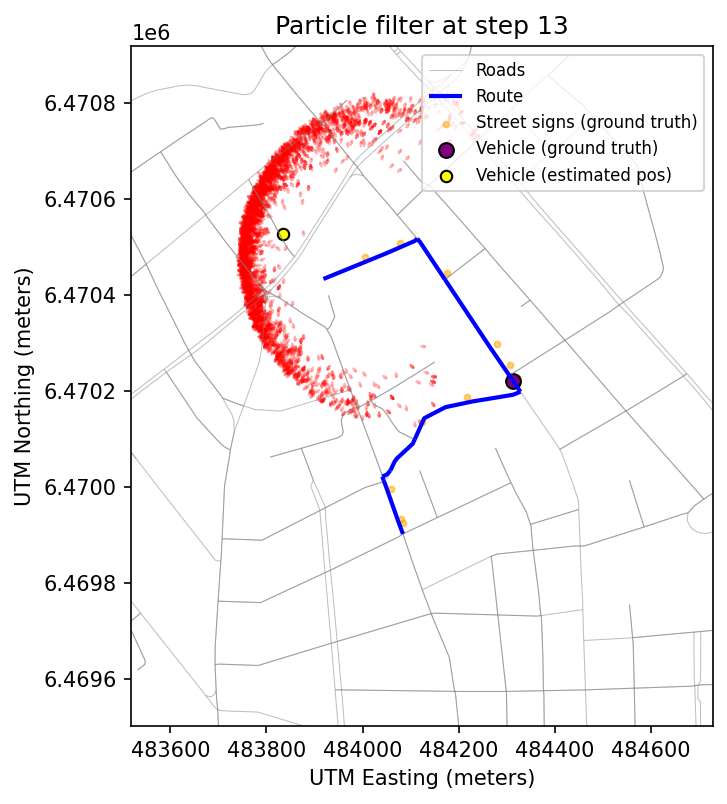 Particle filter at step 13
1e6
Roads
Route
Street signs (ground truth)
Vehicle (ground truth)
Vehicle (estimated pos)
6.4708
6.4706
6.4704
6.4702
6.4700
6.4698
6.4696
UTM Northing (meters)
483600 483800 484000 484200 484400 484600
UTM Easting (meters)